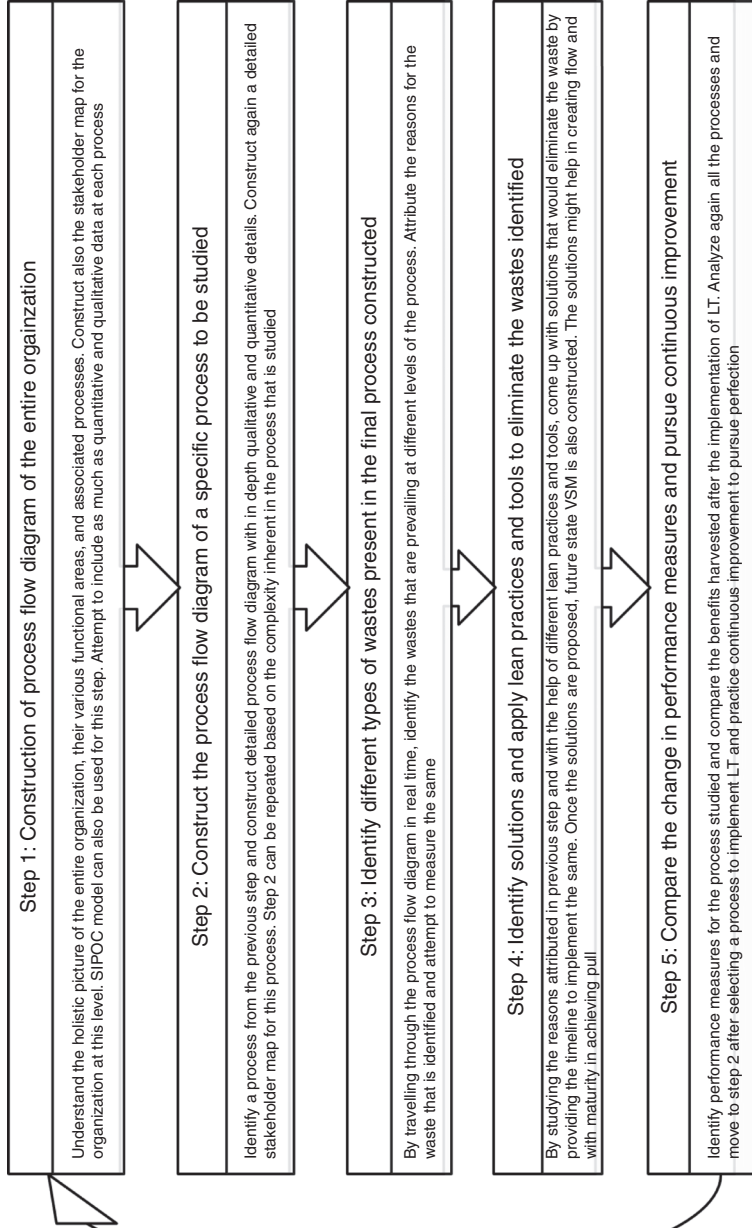 Step 1: Construction of process flow diagram of the entire orgainzation
Understand the holistic picture of the entire organization, their various functional areas, and associated processes. Construct also the stakeholder map for the
organization at this level. SIPOC model can also be used for this step. Attempt to include as much as quantitative and qualitative data at each process
Step 2: Construct the process flow diagram of a specific process to be studied
Identify a process from the previous step and construct detailed process flow diagram with in depth qualitative and quantitative details. Construct again a detailed
stakeholder map for this process. Step 2 can be repeated based on the complexity inherent in the process that is studied
Step 3: Identify different types of wastes present in the final process constructed
By travelling through the process flow diagram in real time, identify the wastes that are prevailing at different levels of the process. Attribute the reasons for the
waste that is identified and attempt to measure the same
Step 4: Identify solutions and apply lean practices and tools to eliminate the wastes identified
By studying the reasons attributed in previous step and with the help of different lean practices and tools, come up with solutions that would eliminate the waste by
providing the timeline to implement the same. Once the solutions are proposed, future state VSM is also constructed. The solutions might help in creating flow and
with maturity in achieving pull
Step 5: Compare the change in performance measures and pursue continuous improvement
Identify performance measures for the process studied and compare the benefits harvested after the implementation of LT. Analyze again all the processes and
move to step 2 after selecting a process to implement LT and practice continuous improvement to pursue perfection